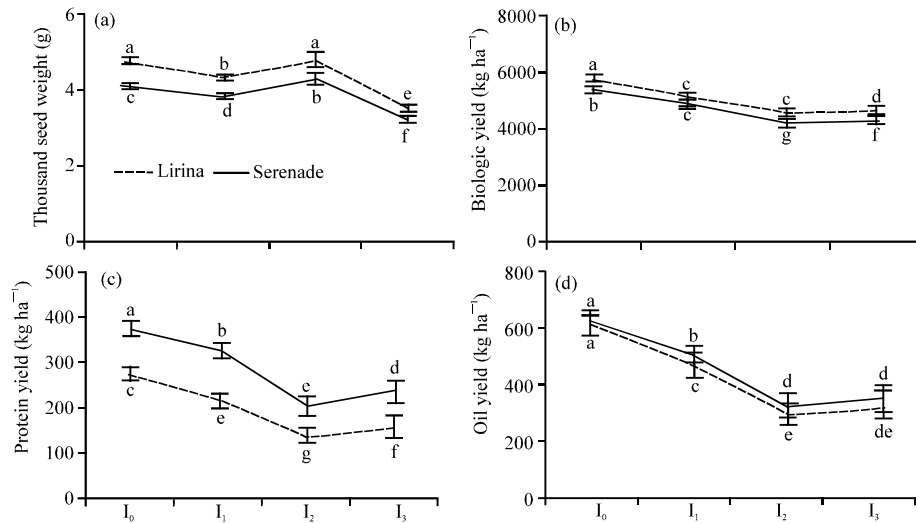 (a)
Thousand seed weight (g)
6
4
2
0
a
b
a
e
c
d
b
f
Lirina
Serenade
(b)
Biologic yield (kg ha⁻¹)
8000
6000
4000
2000
0
a
c
c
d
b
c
g
f
(c)
Protein yield (kg ha⁻¹)
500
400
300
200
100
0
a
b
e
d
c
e
g
f
I₀ I₁ I₂ I₃
(d)
Oil yield (kg ha⁻¹)
800
600
400
200
0
a
b
d
d
a
c
e
de
I₀ I₁ I₂ I₃